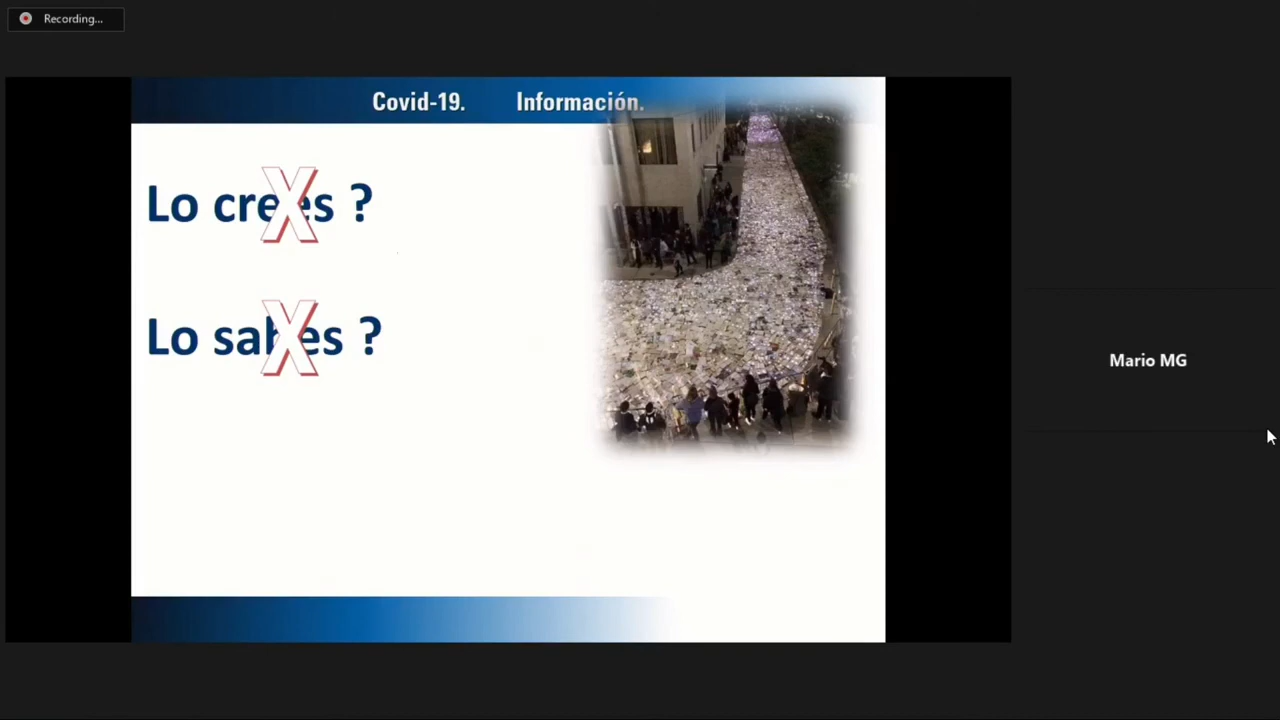 Recording...
Covid-19. Información.
Lo crees ?
X
Lo sabes ?
X
Mario MG